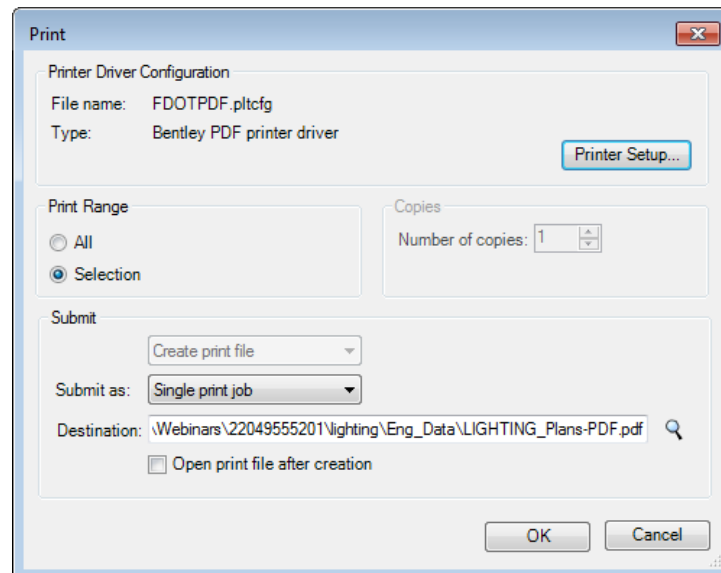 Print
Printer Driver Configuration
File name: FDOTPDF.pltcfg
Type: Bentley PDF printer driver
Printer Setup...
Print Range
All
Selection
Copies
Number of copies: 1
Submit
Create print file
Submit as: Single print job
Destination: \Webinars\22049555201\lighting\Eng_Data\LIGHTING_Plans-PDF.pdf
Open print file after creation
OK Cancel